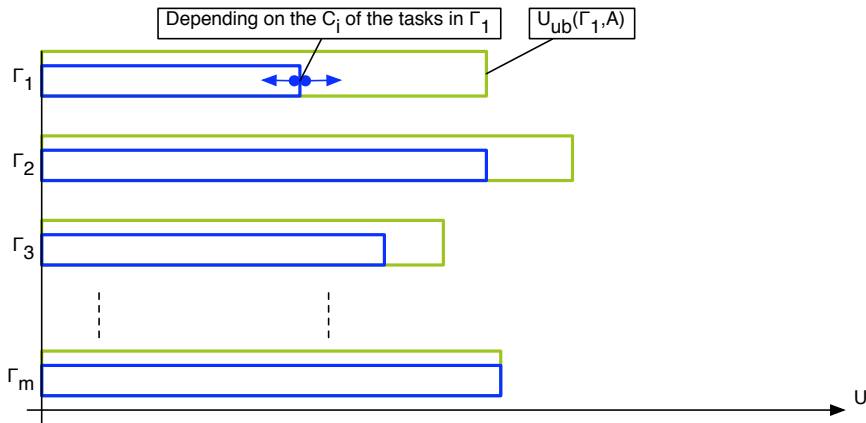 Depending on the C_i of the tasks in Γ_1
U_ub(Γ_1,A)
Γ_1
Γ_2
Γ_3
Γ_m
U